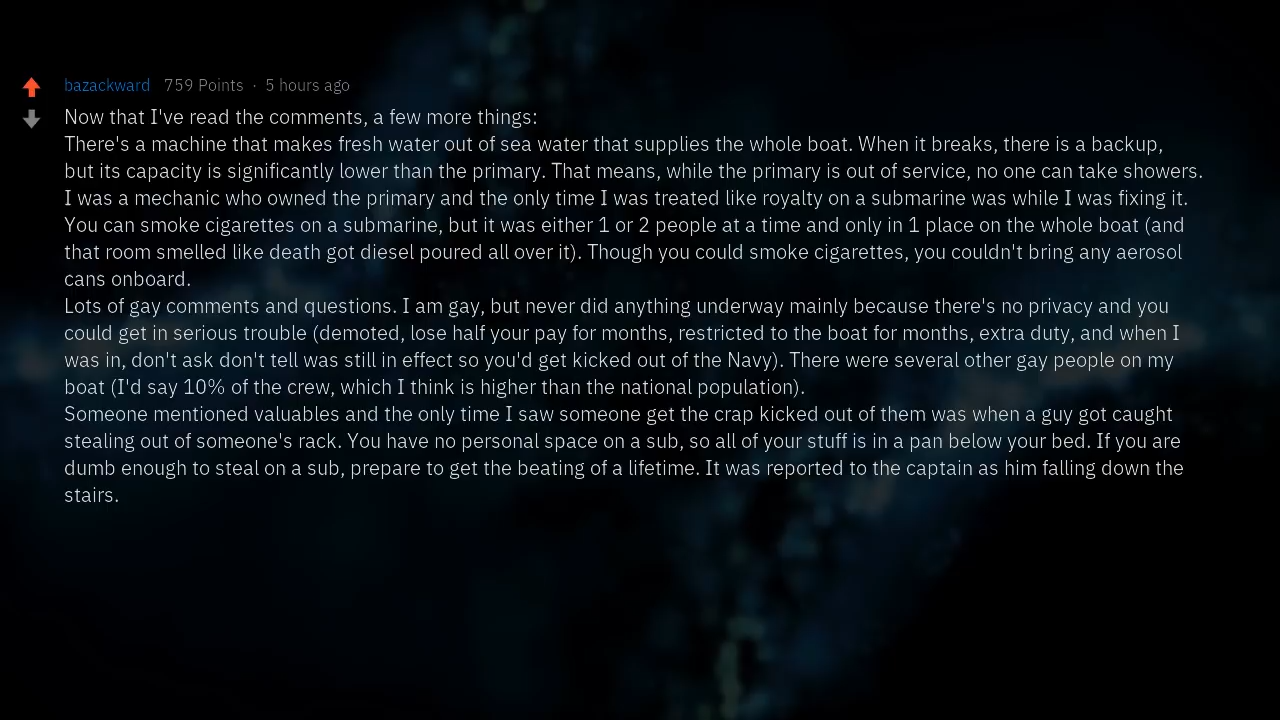 bazackward 759 Points · 5 hours ago
Now that I've read the comments, a few more things:
There's a machine that makes fresh water out of sea water that supplies the whole boat. When it breaks, there is a backup,
but its capacity is significantly lower than the primary. That means, while the primary is out of service, no one can take showers.
I was a mechanic who owned the primary and the only time I was treated like royalty on a submarine was while I was fixing it.
You can smoke cigarettes on a submarine, but it was either 1 or 2 people at a time and only in 1 place on the whole boat (and
that room smelled like death got diesel poured all over it). Though you could smoke cigarettes, you couldn't bring any aerosol
cans onboard.
Lots of gay comments and questions. I am gay, but never did anything underway mainly because there's no privacy and you
could get in serious trouble (demoted, lose half your pay for months, restricted to the boat for months, extra duty, and when I
was in, don't ask don't tell was still in effect so you'd get kicked out of the Navy). There were several other gay people on my
boat (I'd say 10% of the crew, which I think is higher than the national population).
Someone mentioned valuables and the only time I saw someone get the crap kicked out of them was when a guy got caught
stealing out of someone's rack. You have no personal space on a sub, so all of your stuff is in a pan below your bed. If you are
dumb enough to steal on a sub, prepare to get the beating of a lifetime. It was reported to the captain as him falling down the
stairs.